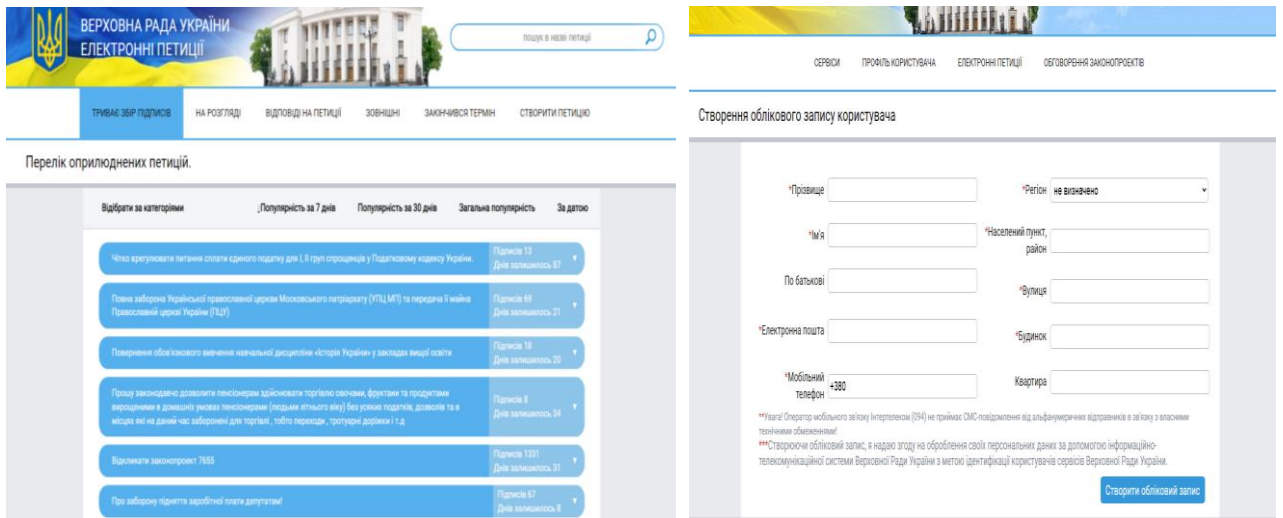 ВЕРХОВНА РАДА УКРАЇНИ
ЕЛЕКТРОННІ ПЕТИЦІЇ
пошук в назві петиції
ТРИВАЄ ЗБІР ПІДПИСІВ НА РОЗГЛЯДІ ВІДПОВІДІ НА ПЕТИЦІЇ ЗОВНІШНІ ЗАКІНЧИВСЯ ТЕРМІН СТВОРИТИ ПЕТИЦІЮ
Перелік оприлюднених петицій.
Відібрати за категоріями ↓Популярність за 7 днів Популярність за 30 днів Загальна популярність За датою
Чітко врегулювати питання сплати єдиного податку для І, ІІ груп спрощенців у Податковому кодексу України.
Підписів 13
Днів залишилось 87
Повна заборона Української православної церкви Московського патріархату (УПЦ МП) та передача її майна
Православній церкві України (ПЦУ)
Підписів 69
Днів залишилось 21
Повернення обов'язкового вивчення навчальної дисципліни «Історія України» у закладах вищої освіти
Підписів 18
Днів залишилось 20
Прошу законодавчо дозволити пенсіонерам здійснювати торгівлю овочами, фруктами та продуктами
вирощеними в домашніх умовах пенсіонерами (людьми літнього віку) без усяких податків, дозволів та в
місцях які на даний час заборонені для торгівлі , тобто переходи , тротуарні доріжки і т.д
Підписів 8
Днів залишилось 34
Відкликати законопроект 7655
Підписів 1331
Днів залишилось 31
Про заборону підняття заробітної плати депутатам!
Підписів 67
Днів залишилось 8
СЕРВІСИ ПРОФІЛЬ КОРИСТУВАЧА ЕЛЕКТРОННІ ПЕТИЦІЇ ОБГОВОРЕННЯ ЗАКОНОПРОЕКТІВ
Створення облікового запису користувача
*Прізвище
*Регіон не визначено
*Ім'я
*Населений пункт,
район
По батькові
*Вулиця
*Електронна пошта
*Будинок
*Мобільний
телефон +380
Квартира
**Увага! Оператор мобільного зв'язку Інтертелеком (094) не приймає СМС-повідомлення від альфанумеричних відправників в зв'язку з власними
технічними обмеженнями!
***Створюючи обліковий запис, я надаю згоду на оброблення своїх персональних даних за допомогою інформаційно-
телекомунікаційної системи Верховної Ради України з метою ідентифікації користувачів сервісів Верховної Ради України.
Створити обліковий запис